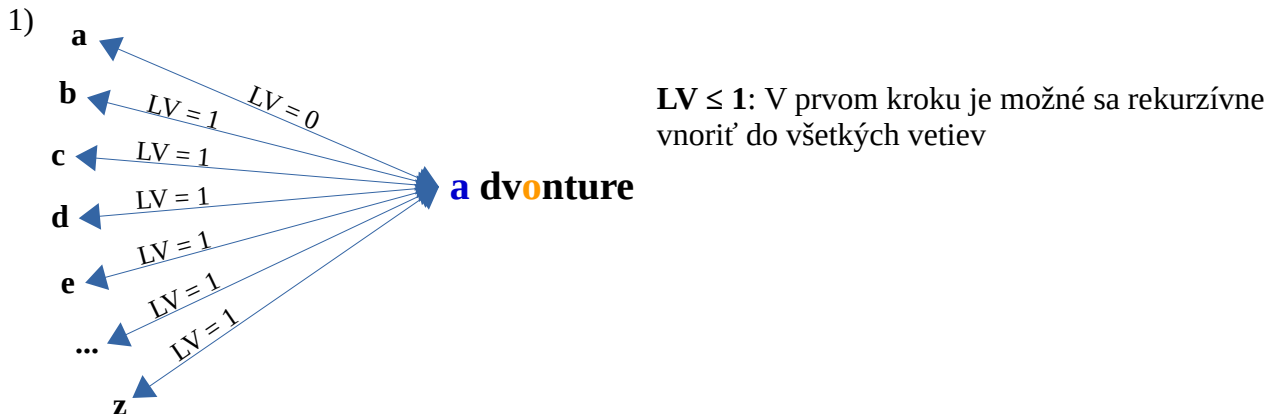 1)
a
LV = 0
b
LV = 1
c
LV = 1
d
LV = 1
e
LV = 1
...
LV = 1
z
LV = 1
a dvonture
LV ≤ 1: V prvom kroku je možné sa rekurzívne
vnoriť do všetkých vetiev